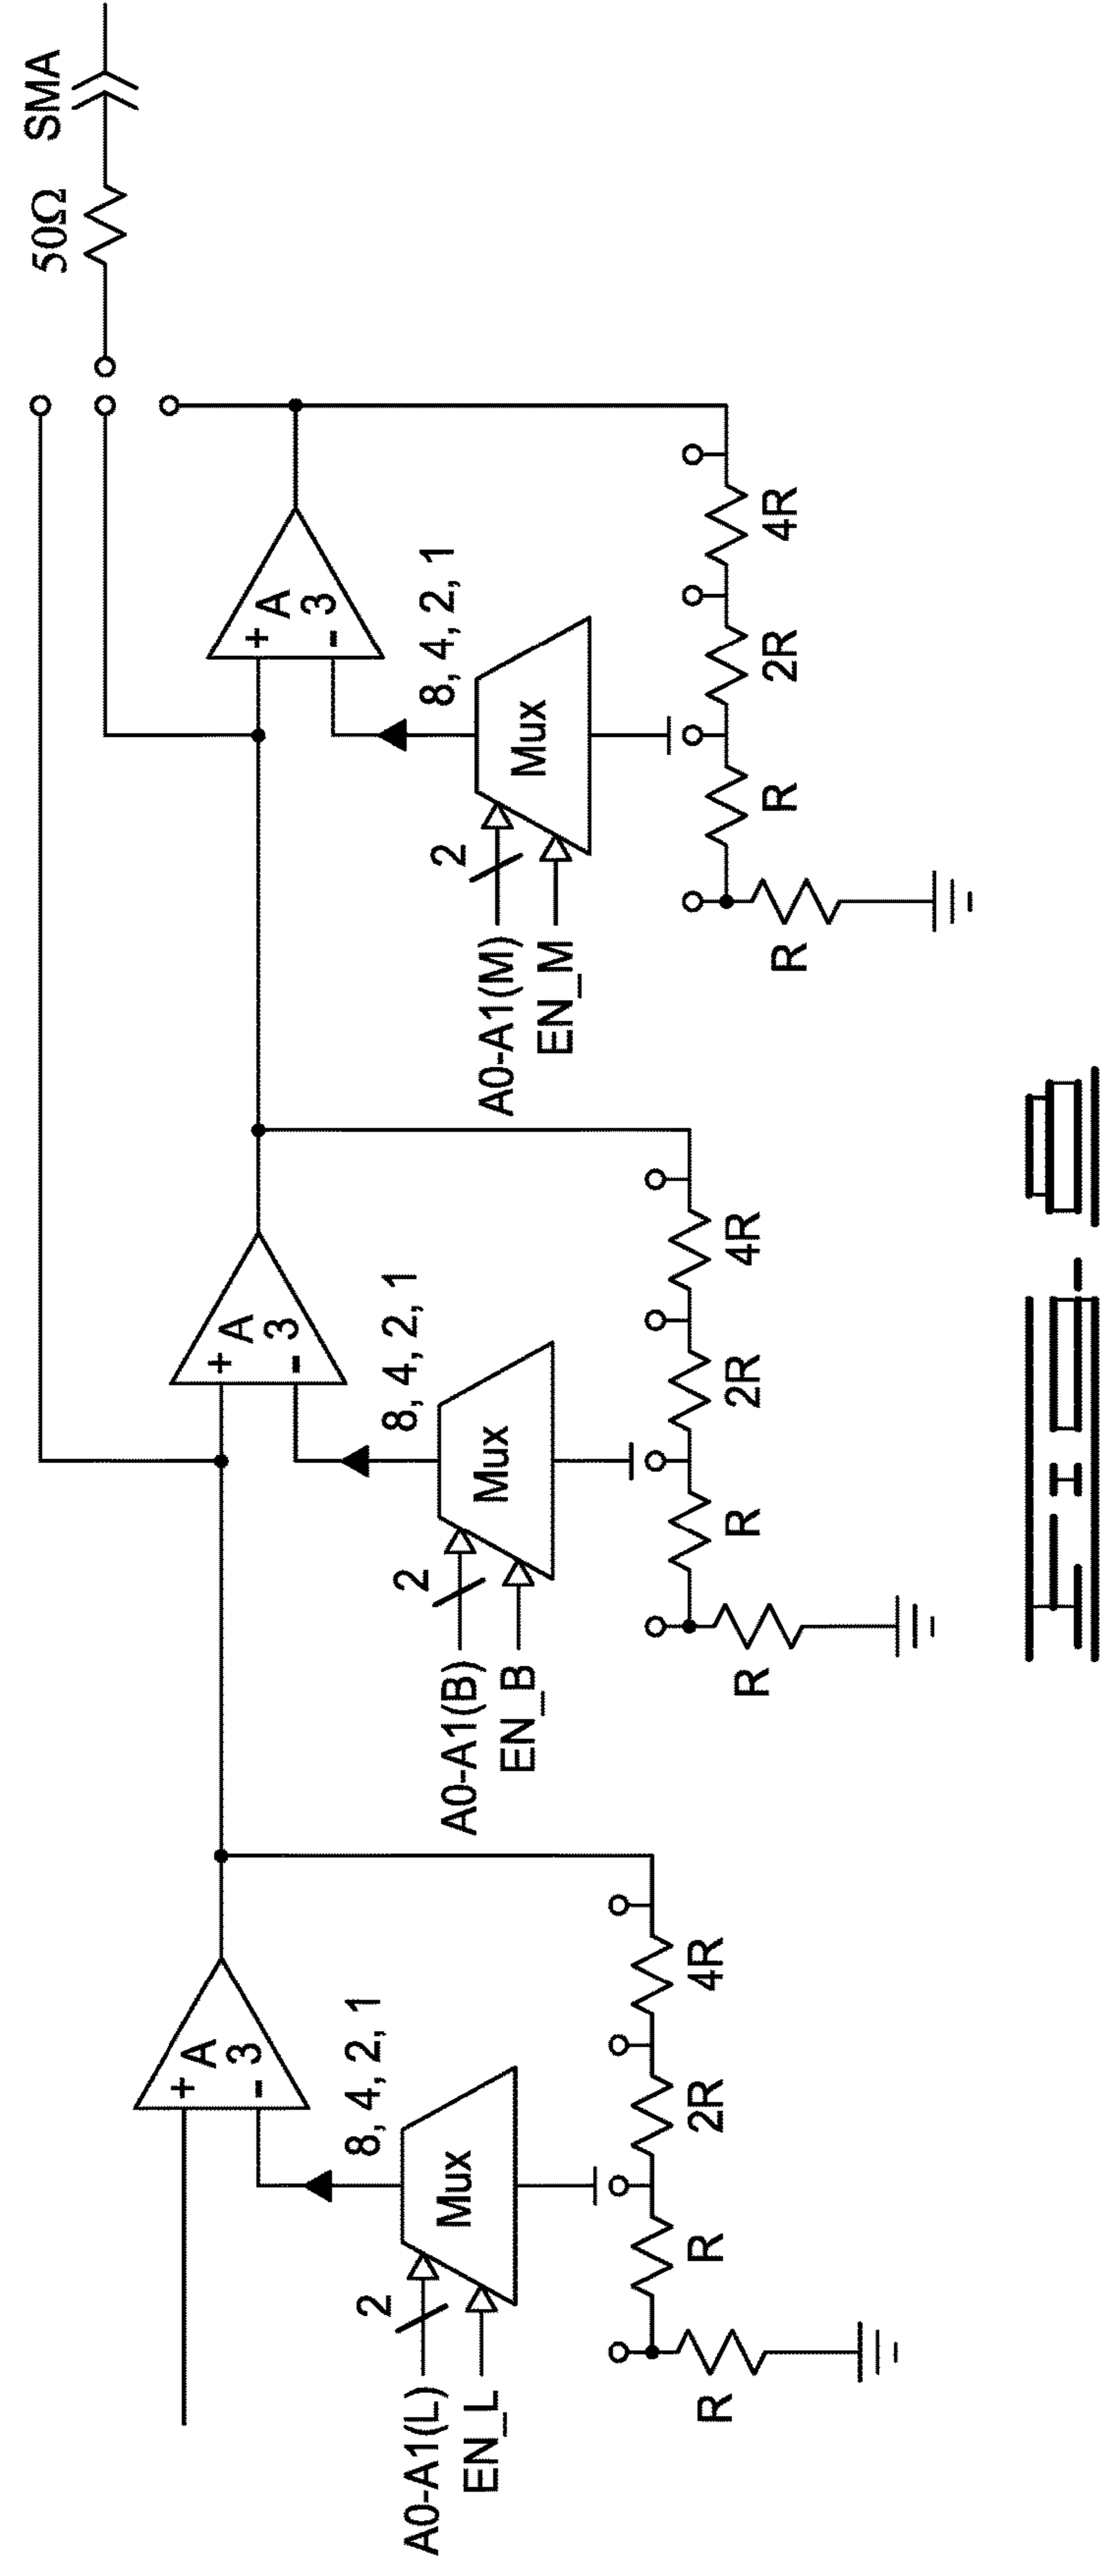 A0-A1(L)
EN_L
2
Mux
8, 4, 2, 1
+
A
3
-
R
R
2R
4R
A0-A1(B)
EN_B
2
Mux
8, 4, 2, 1
+
A
3
-
R
R
2R
4R
A0-A1(M)
EN_M
2
Mux
8, 4, 2, 1
+
A
3
-
R
R
2R
4R
50Ω
SMA